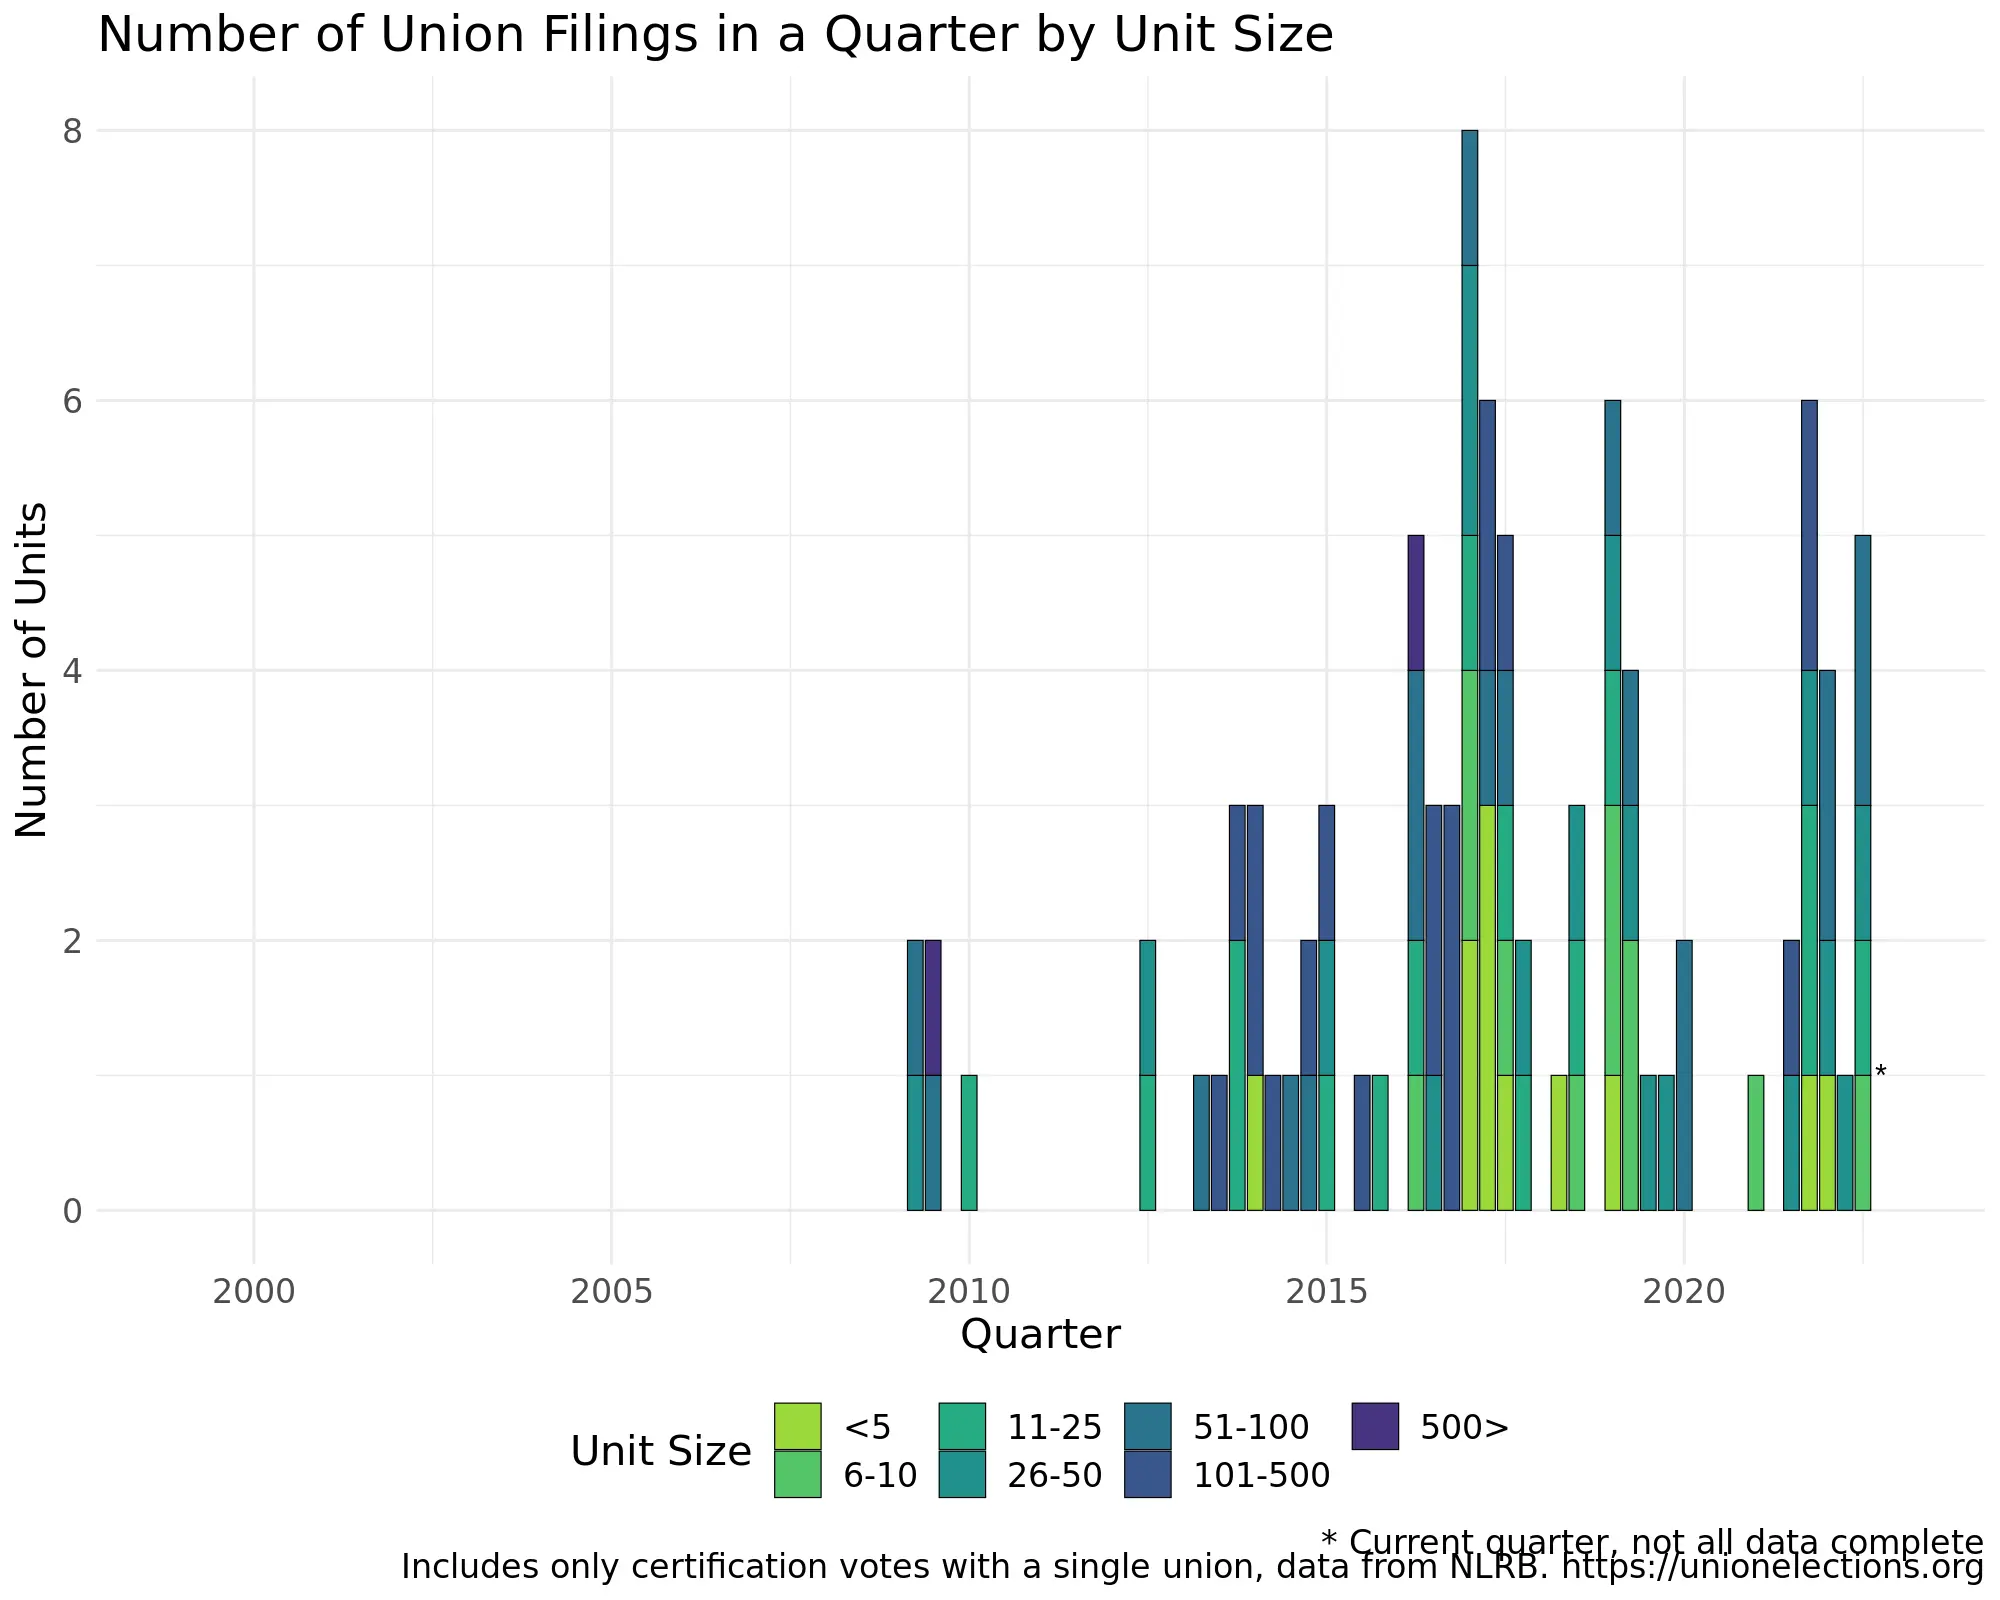 Number of Union Filings in a Quarter by Unit Size
8
6
4
2
0
Number of Units
*
2000 2005 2010 2015 2020
Quarter
Unit Size
<5 11-25 51-100 500>
6-10 26-50 101-500
* Current quarter, not all data complete
Includes only certification votes with a single union, data from NLRB. https://unionelections.org